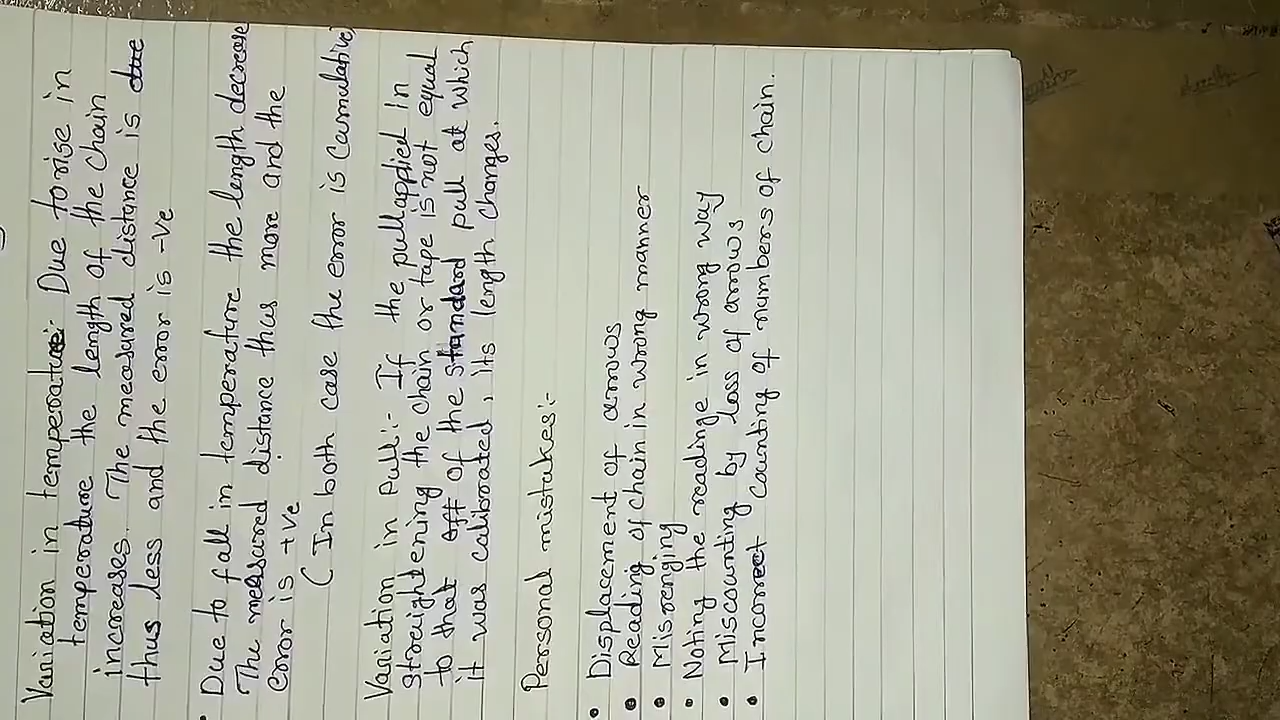 Variation in temperature:- Due to rise in
temperature the length of the chain
increases. The measured distance is due
thus less and the error is -ve
• Due to fall in temperature the length decrease
The measured distance thus more and the
error is +ve
( In both case the error is cumulative)
Variation in Pull:- If the pull applied in
straightening the chain or tape is not equal
to that of the standard pull at which
it was calibrated, its length changes.
Personal mistakes:-
• Displacement of arrows
• Reading of chain in wrong manner
• Misrenging
• Noting the readinge in wrong way
• Miscounting by loss of arrows
• Incorrect counting of numbers of chain.